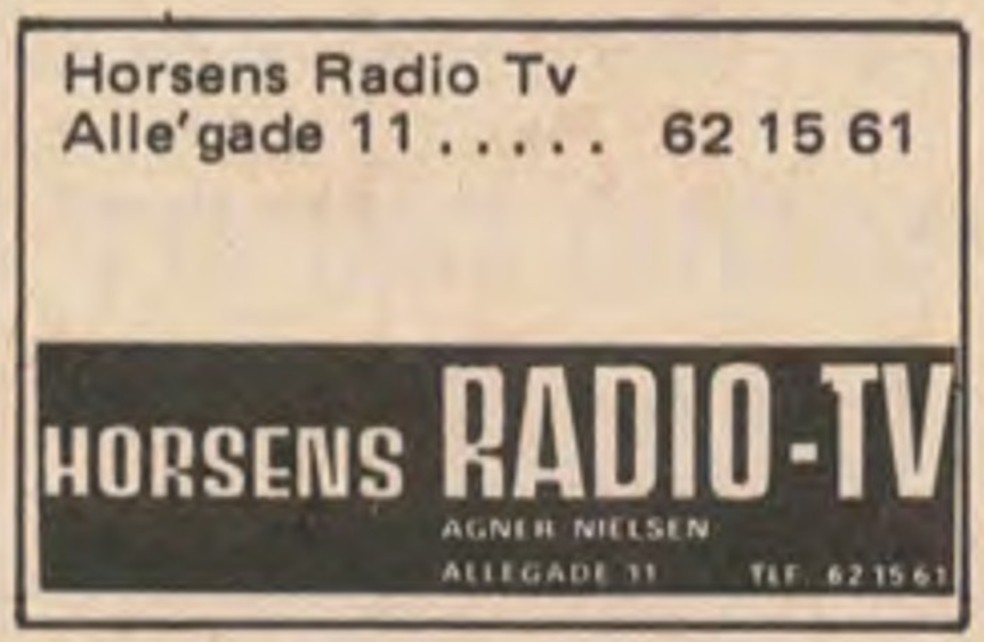 Horsens Radio Tv
Alle'gade 11 ..... 62 15 61
HORSENS RADIO-TV
AGNER NIELSEN
ALLEGADE 11 TLF. 62 15 61